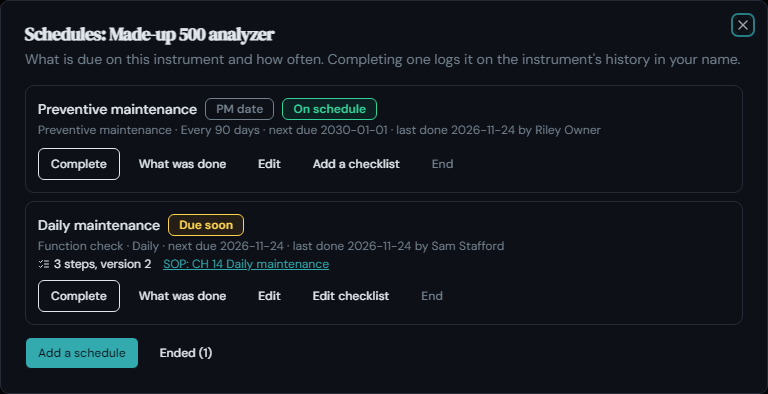 Schedules: Made-up 500 analyzer
What is due on this instrument and how often. Completing one logs it on the instrument's history in your name.
Preventive maintenance PM date On schedule
Preventive maintenance · Every 90 days · next due 2030-01-01 · last done 2026-11-24 by Riley Owner
Complete What was done Edit Add a checklist End
Daily maintenance Due soon
Function check · Daily · next due 2026-11-24 · last done 2026-11-24 by Sam Stafford
3 steps, version 2 SOP: CH 14 Daily maintenance
Complete What was done Edit Edit checklist End
Add a schedule Ended (1)